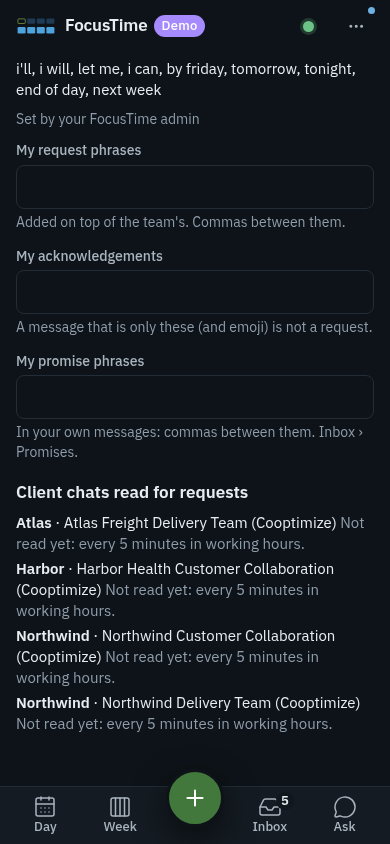 FocusTime Demo
i'll, i will, let me, i can, by friday, tomorrow, tonight,
end of day, next week
Set by your FocusTime admin
My request phrases
Added on top of the team's. Commas between them.
My acknowledgements
A message that is only these (and emoji) is not a request.
My promise phrases
In your own messages: commas between them. Inbox ›
Promises.
Client chats read for requests
Atlas · Atlas Freight Delivery Team (Cooptimize) Not
read yet: every 5 minutes in working hours.
Harbor · Harbor Health Customer Collaboration
(Cooptimize) Not read yet: every 5 minutes in
working hours.
Northwind · Northwind Customer Collaboration
(Cooptimize) Not read yet: every 5 minutes in
working hours.
Northwind · Northwind Delivery Team (Cooptimize)
Not read yet: every 5 minutes in working hours.
5
Day Week Inbox Ask